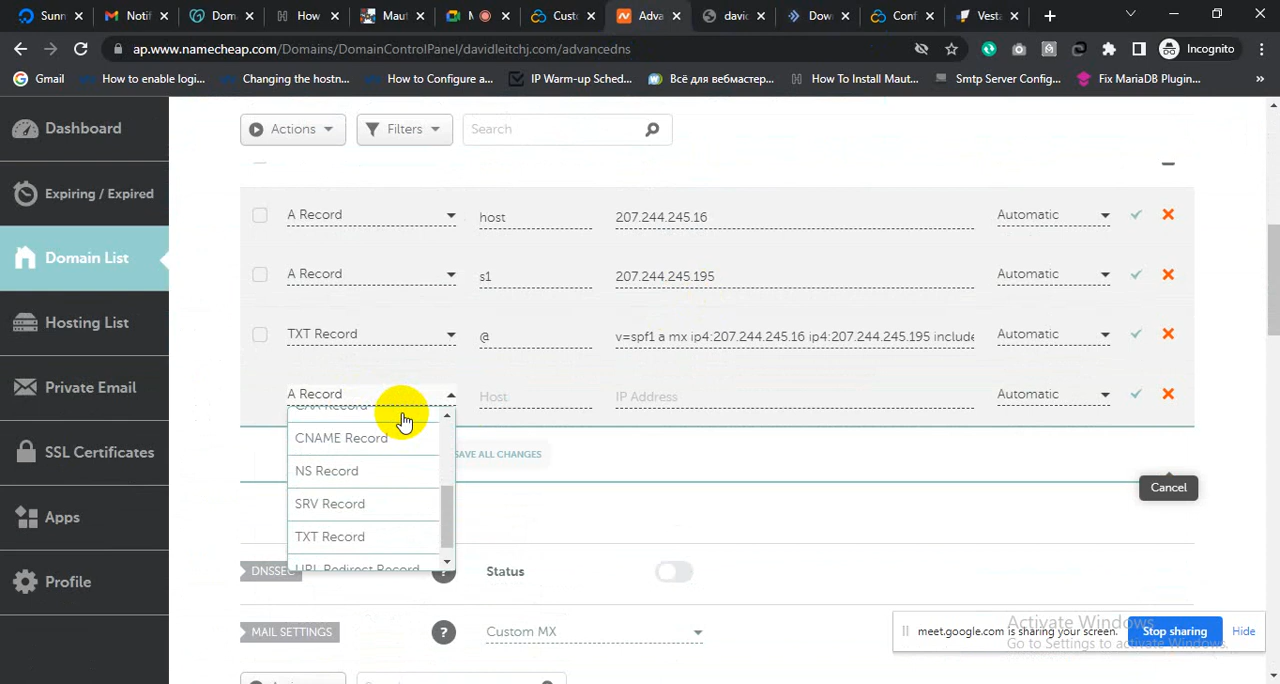 Sunn
Notif
Dom
How
Maut
M
Cust
Adva
davic
Dow
Conf
Vesta
ap.www.namecheap.com/Domains/DomainControlPanel/davidleitchj.com/advancedns
Incognito
Gmail
How to enable logi...
Changing the hostn...
How to Configure a...
IP Warm-up Sched...
Всё для вебмастер...
How To Install Maut...
Smtp Server Config...
Fix MariaDB Plugin...
»
Dashboard
Expiring / Expired
Domain List
Hosting List
Private Email
SSL Certificates
Apps
Profile
Actions
Filters
Search
A Record host 207.244.245.16 Automatic
A Record s1 207.244.245.195 Automatic
TXT Record @ v=spf1 a mx ip4:207.244.245.16 ip4:207.244.245.195 include
A Record Host IP Address Automatic
Automatic
CNAME Record
NS Record
SRV Record
TXT Record
URL Redirect Record
SAVE ALL CHANGES
Cancel
DNSSEC
?
Status
MAIL SETTINGS
?
Custom MX
meet.google.com is sharing your screen.
Stop sharing
Hide
Activate Windows
Go to Settings to activate Windows.